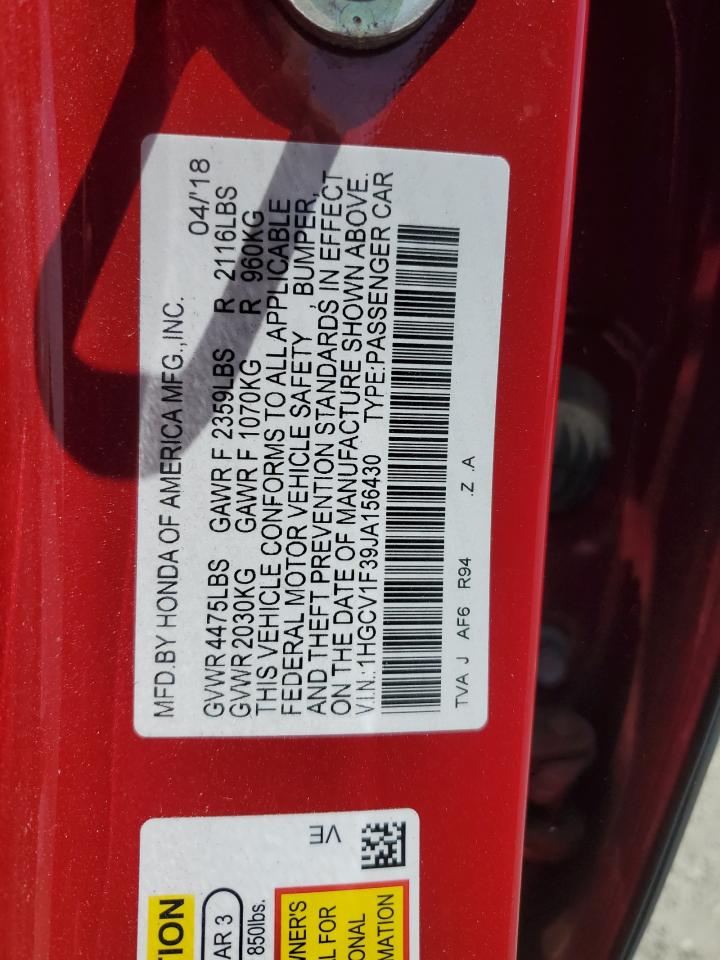 MFD.BY HONDA OF AMERICA MFG.,INC. 04/'18
GVWR 4475LBS GAWR F 2359LBS R 2116LBS
GVWR 2030KG GAWR F 1070KG R 960KG
THIS VEHICLE CONFORMS TO ALL APPLICABLE
FEDERAL MOTOR VEHICLE SAFETY , BUMPER,
AND THEFT PREVENTION STANDARDS IN EFFECT
ON THE DATE OF MANUFACTURE SHOWN ABOVE.
V.I.N.:1HGCV1F39JA156430 TYPE:PASSENGER CAR
TVA J AF6 R94 .Z .A
VE
TION
AR 3
850lbs.
WNER'S
L FOR
IONAL
MATION